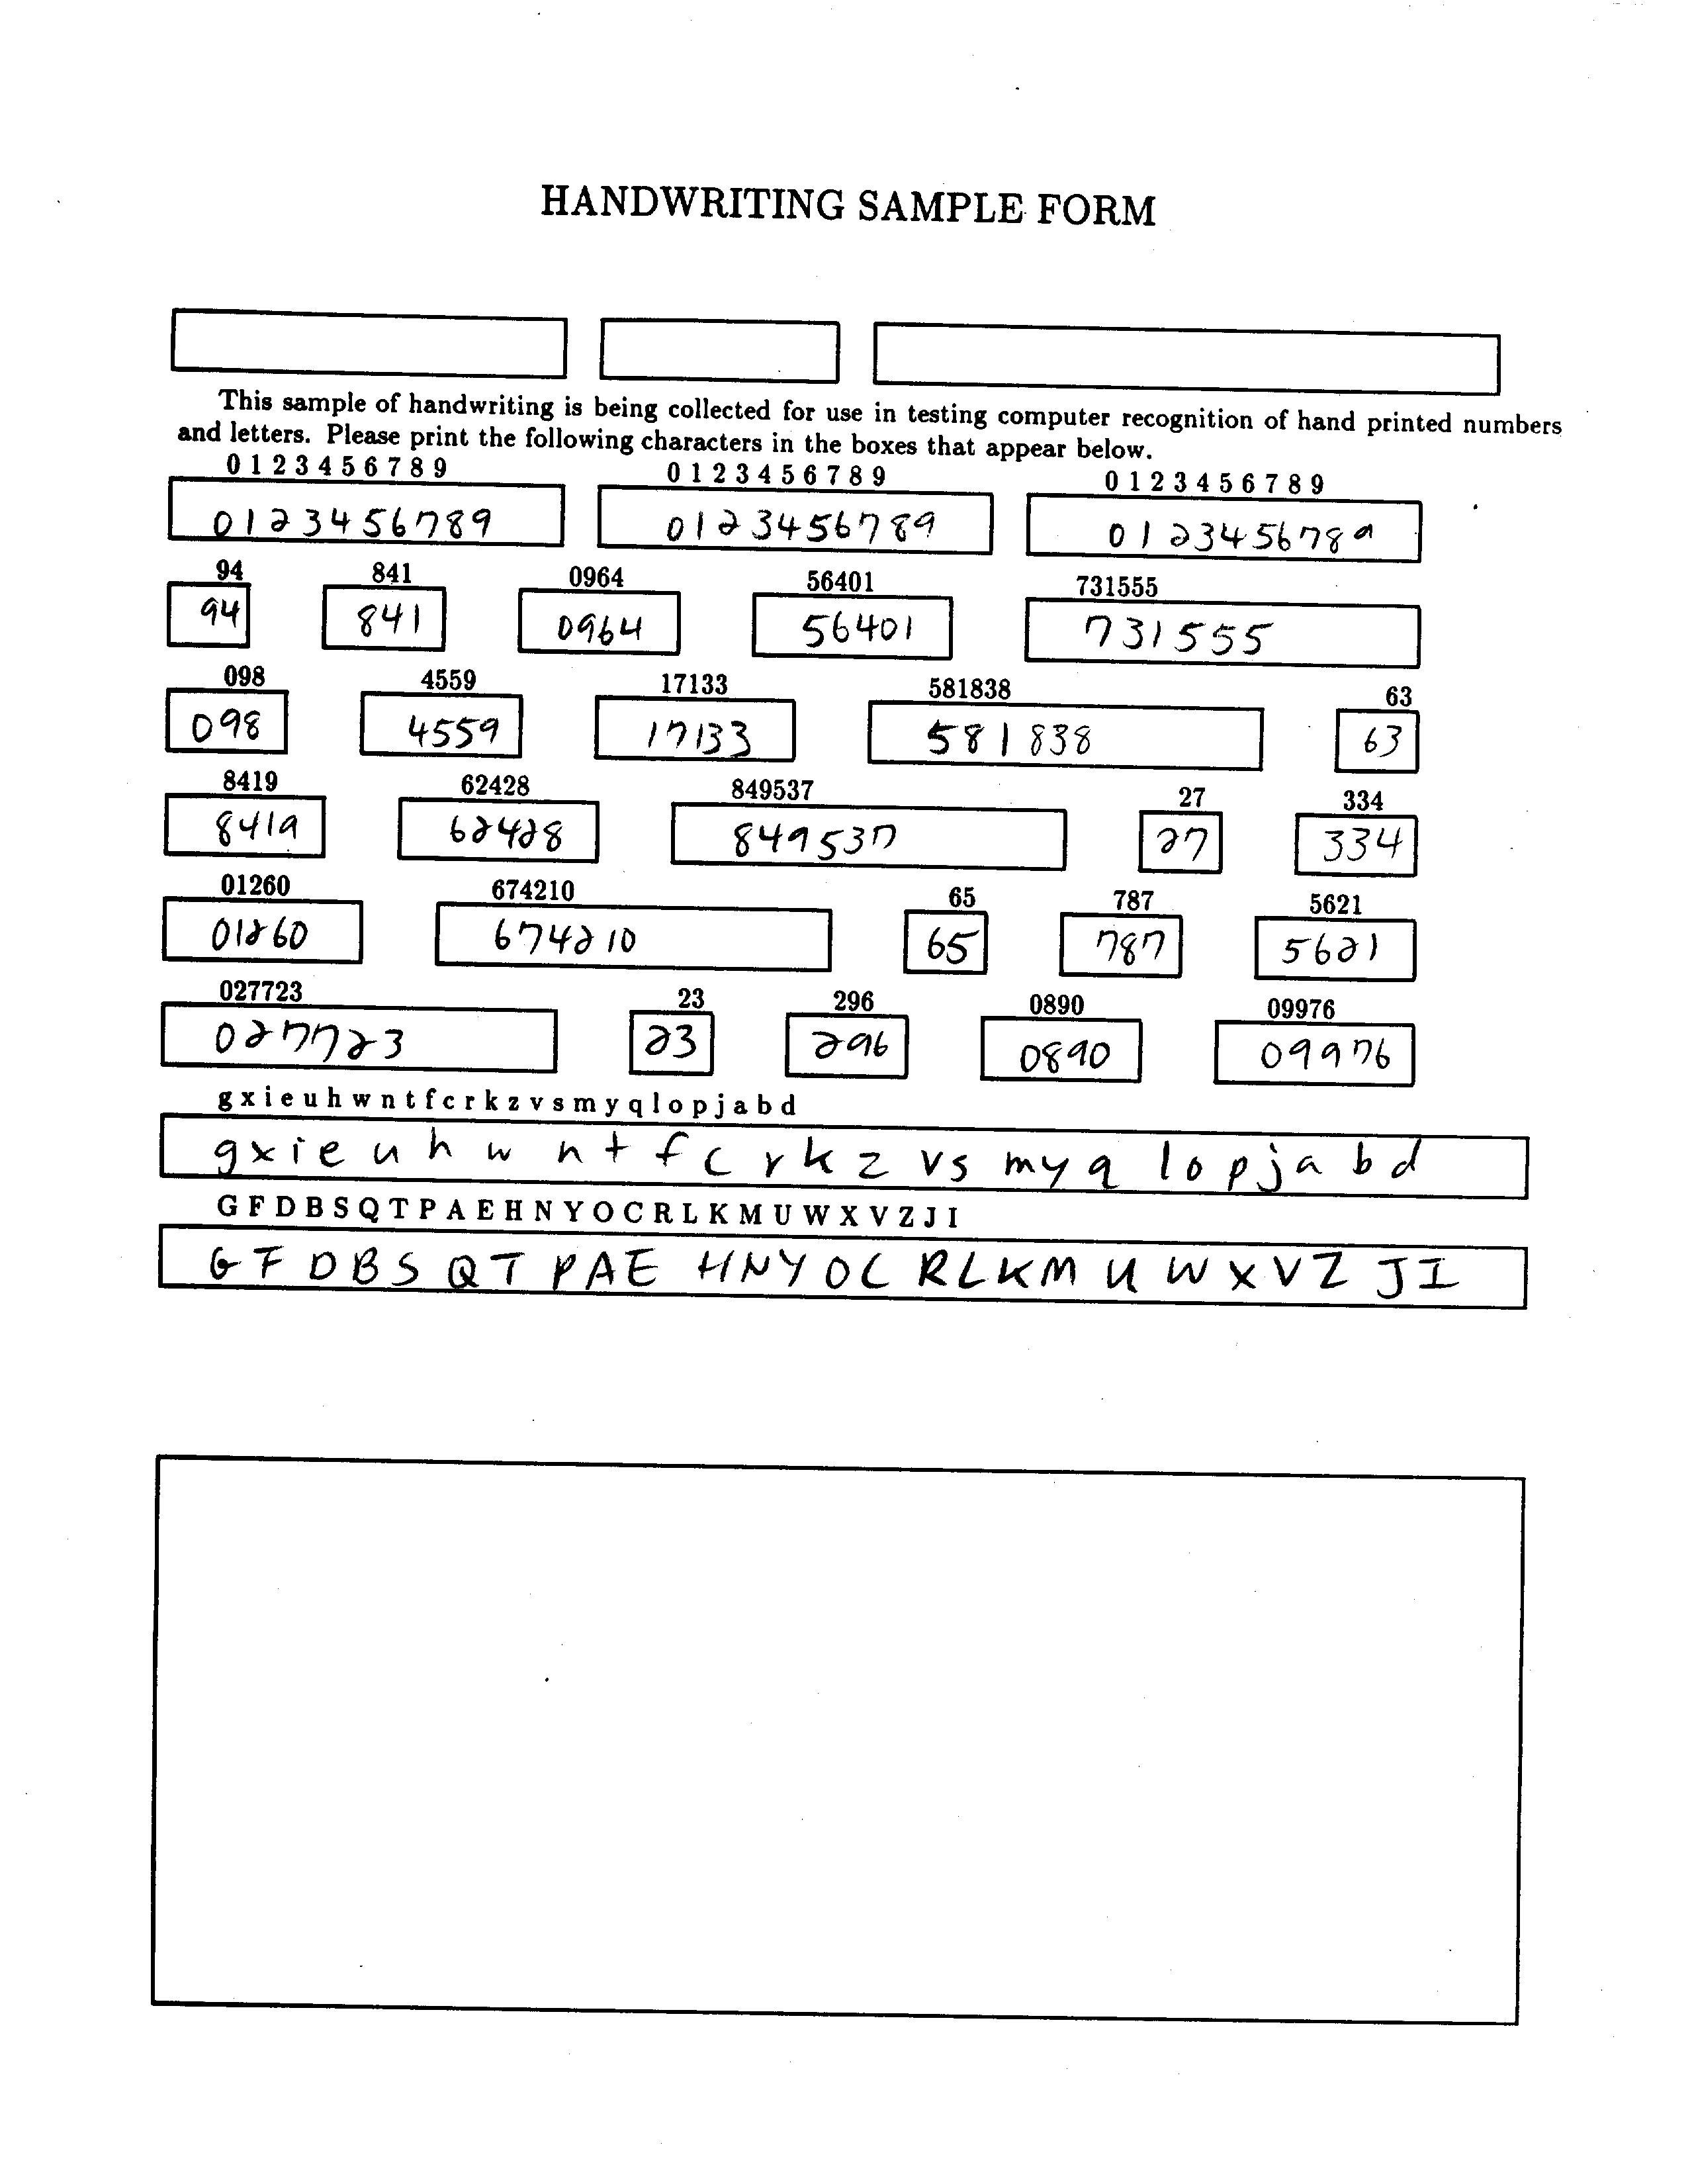 HANDWRITING SAMPLE FORM
This sample of handwriting is being collected for use in testing computer recognition of hand printed numbers
and letters. Please print the following characters in the boxes that appear below.
0 1 2 3 4 5 6 7 8 9 0 1 2 3 4 5 6 7 8 9 0 1 2 3 4 5 6 7 8 9
0123456789 0123456789 0123456789
94 841 0964 56401 731555
94 841 0964 56401 731555
098 4559 17133 581838 63
098 4559 17133 581838 63
8419 62428 849537 27 334
8419 62428 849537 27 334
01260 674210 65 787 5621
01260 674210 65 787 5621
027723 23 296 0890 09976
027723 23 296 0890 09976
g x i e u h w n t f c r k z v s m y q l o p j a b d
g x i e u h w n t f c r k z v s m y q l o p j a b d
G F D B S Q T P A E H N Y O C R L K M U W X V Z J I
G F D B S Q T P A E H N Y O C R L K M U W X V Z J I